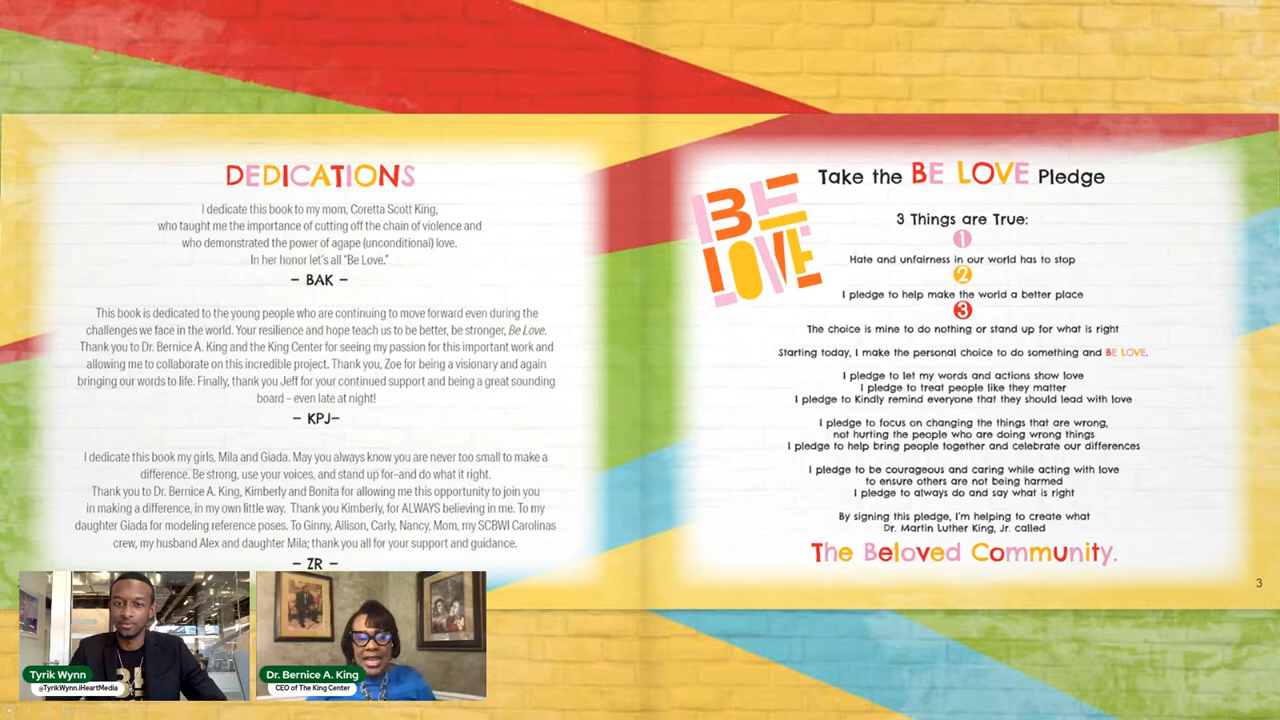 DEDICATIONS
I dedicate this book to my mom, Coretta Scott King,
who taught me the importance of cutting off the chain of violence and
who demonstrated the power of agape (unconditional) love.
In her honor let's all “Be Love.”
– BAK –
This book is dedicated to the young people who are continuing to move forward even during the
challenges we face in the world. Your resilience and hope teach us to be better, be stronger, Be Love.
Thank you to Dr. Bernice A. King and the King Center for seeing my passion for this important work and
allowing me to collaborate on this incredible project. Thank you, Zoe for being a visionary and again
bringing our words to life. Finally, thank you Jeff for your continued support and being a great sounding
board – even late at night!
– KPJ–
I dedicate this book my girls, Mila and Giada. May you always know you are never too small to make a
difference. Be strong, use your voices, and stand up for–and do what it right.
Thank you to Dr. Bernice A. King, Kimberly and Bonita for allowing me this opportunity to join you
in making a difference, in my own little way. Thank you Kimberly, for ALWAYS believing in me. To my
daughter Giada for modeling reference poses. To Ginny, Allison, Carly, Nancy, Mom, my SCBWI Carolinas
crew, my husband Alex and daughter Mila; thank you all for your support and guidance.
– ZR –
BE
LOVE
Take the BE LOVE Pledge
3 Things are True:
1
Hate and unfairness in our world has to stop
2
I pledge to help make the world a better place
3
The choice is mine to do nothing or stand up for what is right
Starting today, I make the personal choice to do something and BE LOVE.
I pledge to let my words and actions show love
I pledge to treat people like they matter
I pledge to Kindly remind everyone that they should lead with love
I pledge to focus on changing the things that are wrong,
not hurting the people who are doing wrong things
I pledge to help bring people together and celebrate our differences
I pledge to be courageous and caring while acting with love
to ensure others are not being harmed
I pledge to always do and say what is right
By signing this pledge, I'm helping to create what
Dr. Martin Luther King, Jr. called
The Beloved Community.
3
Tyrik Wynn
@TyrikWynn.iHeartMedia
Dr. Bernice A. King
CEO of The King Center